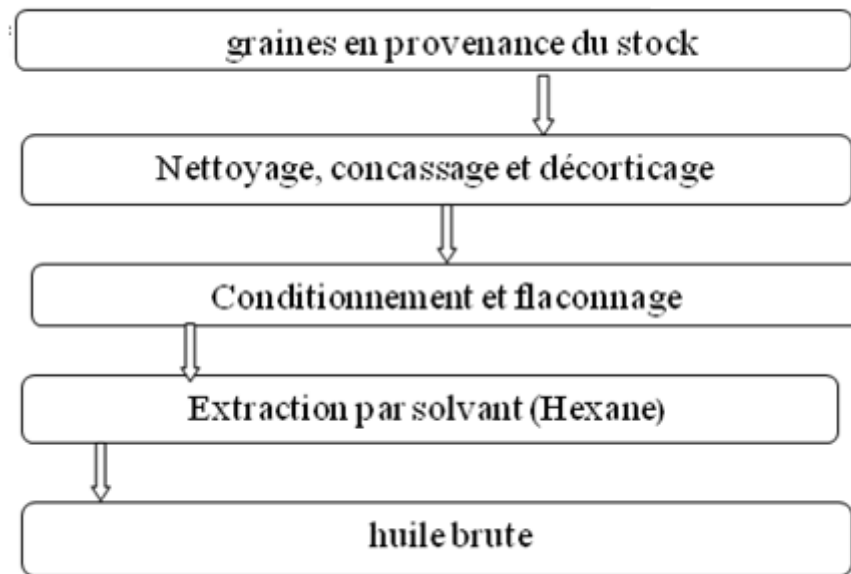 graines en provenance du stock
Nettoyage, concassage et décorticage
Conditionnement et flaconnage
Extraction par solvant (Hexane)
huile brute